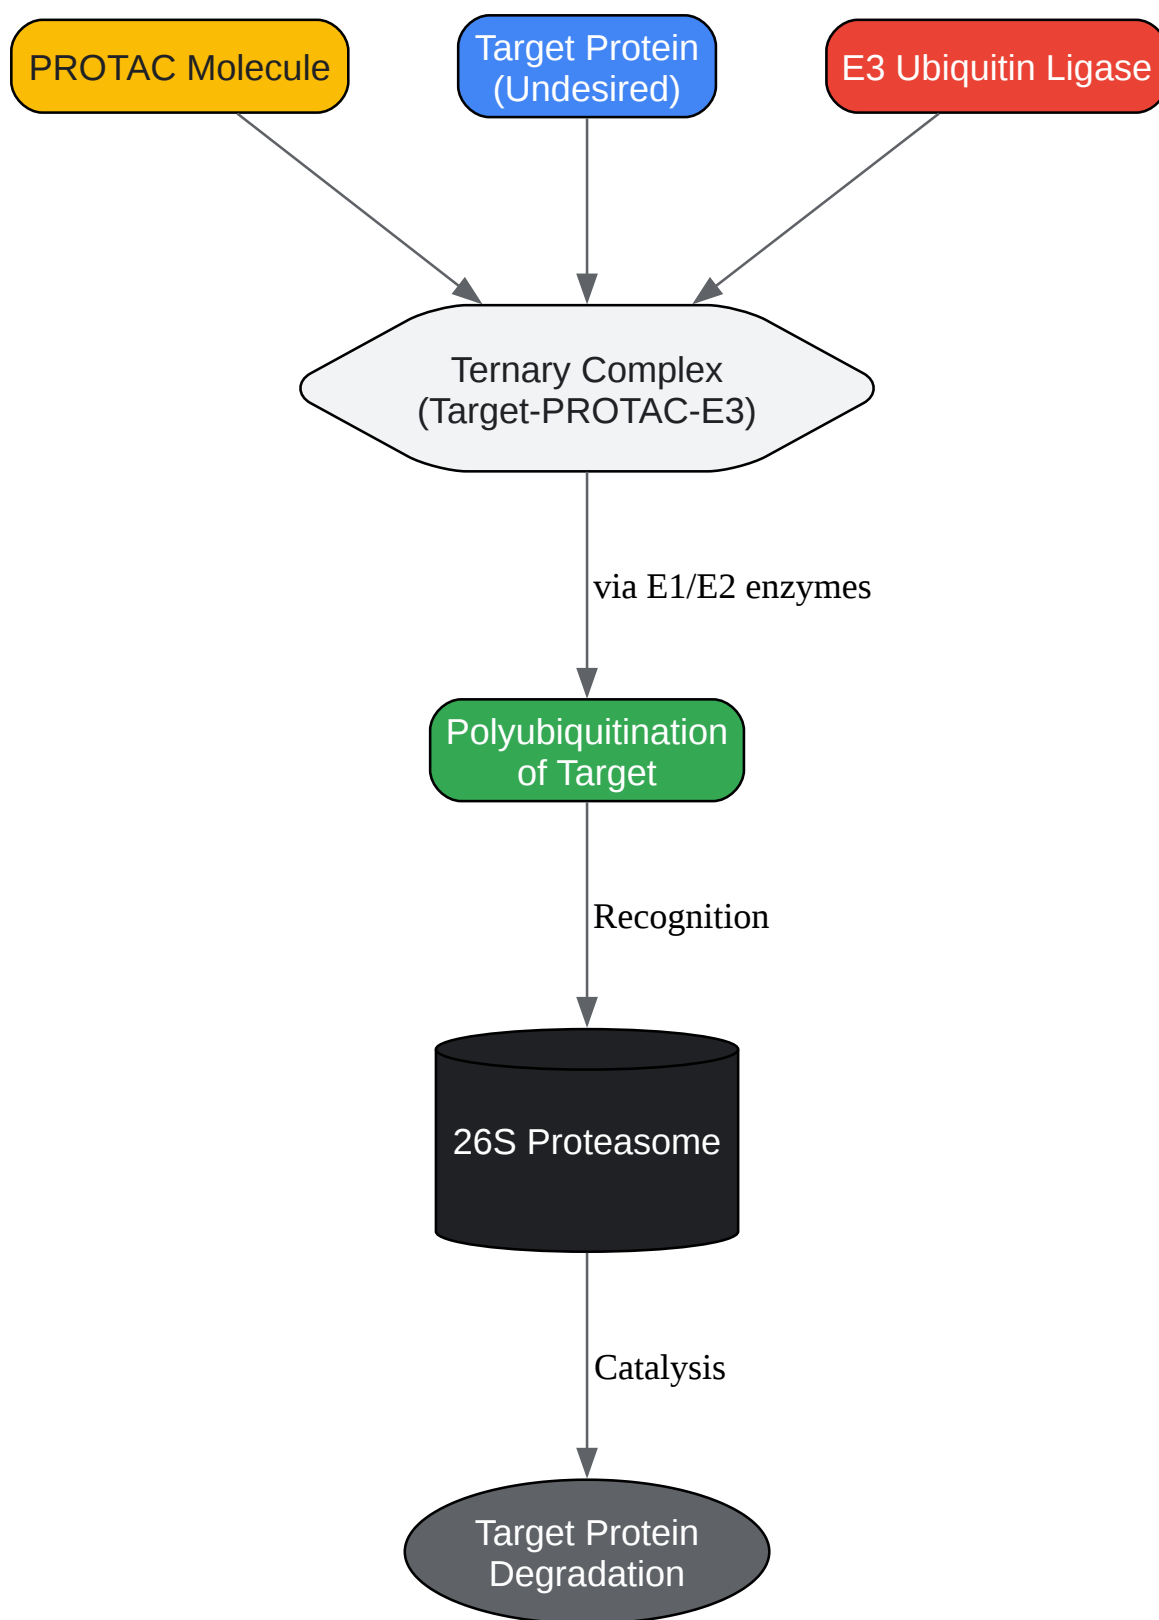 PROTAC Molecule
Target Protein
(Undesired)
E3 Ubiquitin Ligase
Ternary Complex
(Target-PROTAC-E3)
via E1/E2 enzymes
Polyubiquitination
of Target
Recognition
26S Proteasome
Catalysis
Target Protein
Degradation